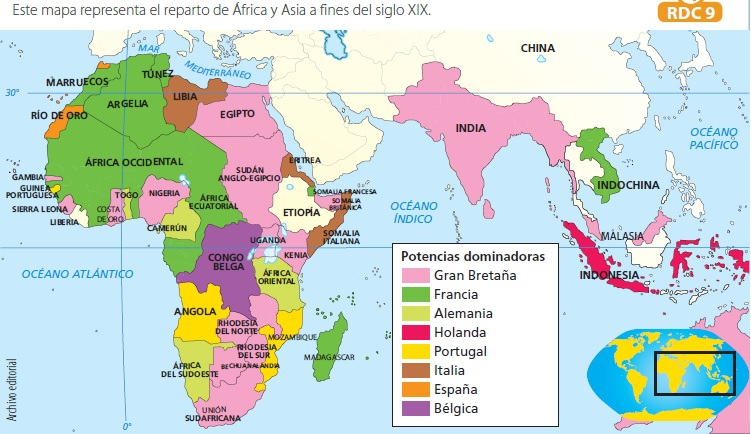 Este mapa representa el reparto de África y Asia a fines del siglo XIX.
RDC 9
MAR
MEDITERRÁNEO
CHINA
MARRUECOS
TÚNEZ
30°
ARGELIA
LIBIA
EGIPTO
RÍO DE ORO
INDIA
OCÉANO
PACÍFICO
ÁFRICA OCCIDENTAL
ERITREA
SUDÁN
ANGLO-EGIPCIO
GAMBIA
GUINEA
PORTUGUESA
SIERRA LEONA
LIBERIA
COSTA
DE ORO
TOGO
NIGERIA
CAMERÚN
ÁFRICA
ECUATORIAL
SOMALIA FRANCESA
SOMALIA
BRITÁNICA
ETIOPÍA
SOMALIA
ITALIANA
INDOCHINA
OCÉANO
ÍNDICO
MALASIA
INDONESIA
UGANDA
KENIA
CONGO
BELGA
ÁFRICA
ORIENTAL
OCÉANO ATLÁNTICO
ANGOLA
RHODESIA
DEL NORTE
MOZAMBIQUE
RHODESIA
DEL SUR
MADAGASCAR
ÁFRICA
DEL SUDOESTE
BECHUANALANDIA
UNIÓN
SUDAFRICANA
0°
Potencias dominadoras
Gran Bretaña
Francia
Alemania
Holanda
Portugal
Italia
España
Bélgica
Archivo editorial